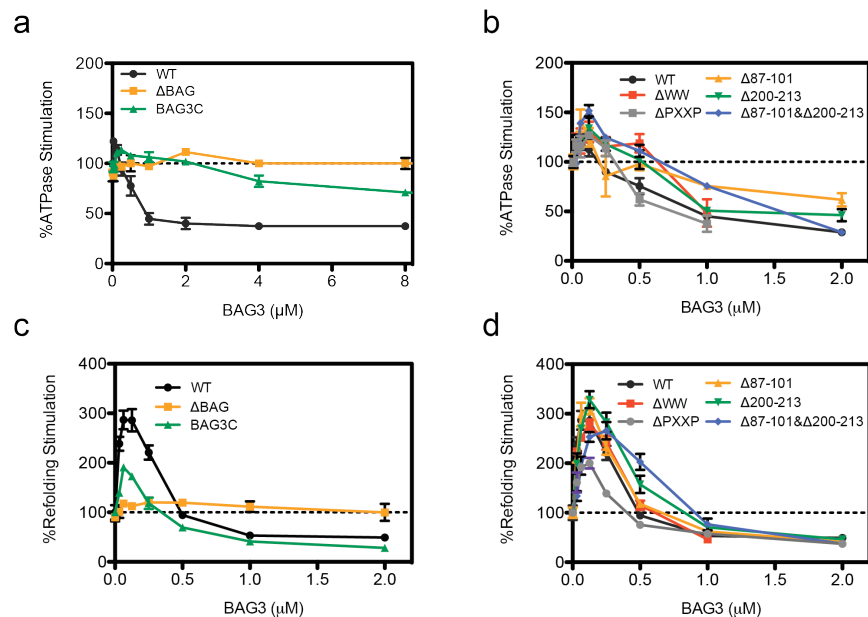 a
%ATPase Stimulation
200
150
100
50
0
WT
ΔBAG
BAG3C
0
2
4
6
8
BAG3 (µM)
b
%ATPase Stimulation
200
150
100
50
0
WT
ΔWW
ΔPXXP
Δ87-101
Δ200-213
Δ87-101&Δ200-213
0.0
0.5
1.0
1.5
2.0
BAG3 (μM)
c
%Refolding Stimulation
400
300
200
100
0
WT
ΔBAG
BAG3C
0.0
0.5
1.0
1.5
2.0
BAG3 (μM)
d
%Refolding Stimulation
400
300
200
100
0
WT
ΔWW
ΔPXXP
Δ87-101
Δ200-213
Δ87-101&Δ200-213
0.0
0.5
1.0
1.5
2.0
BAG3 (μM)